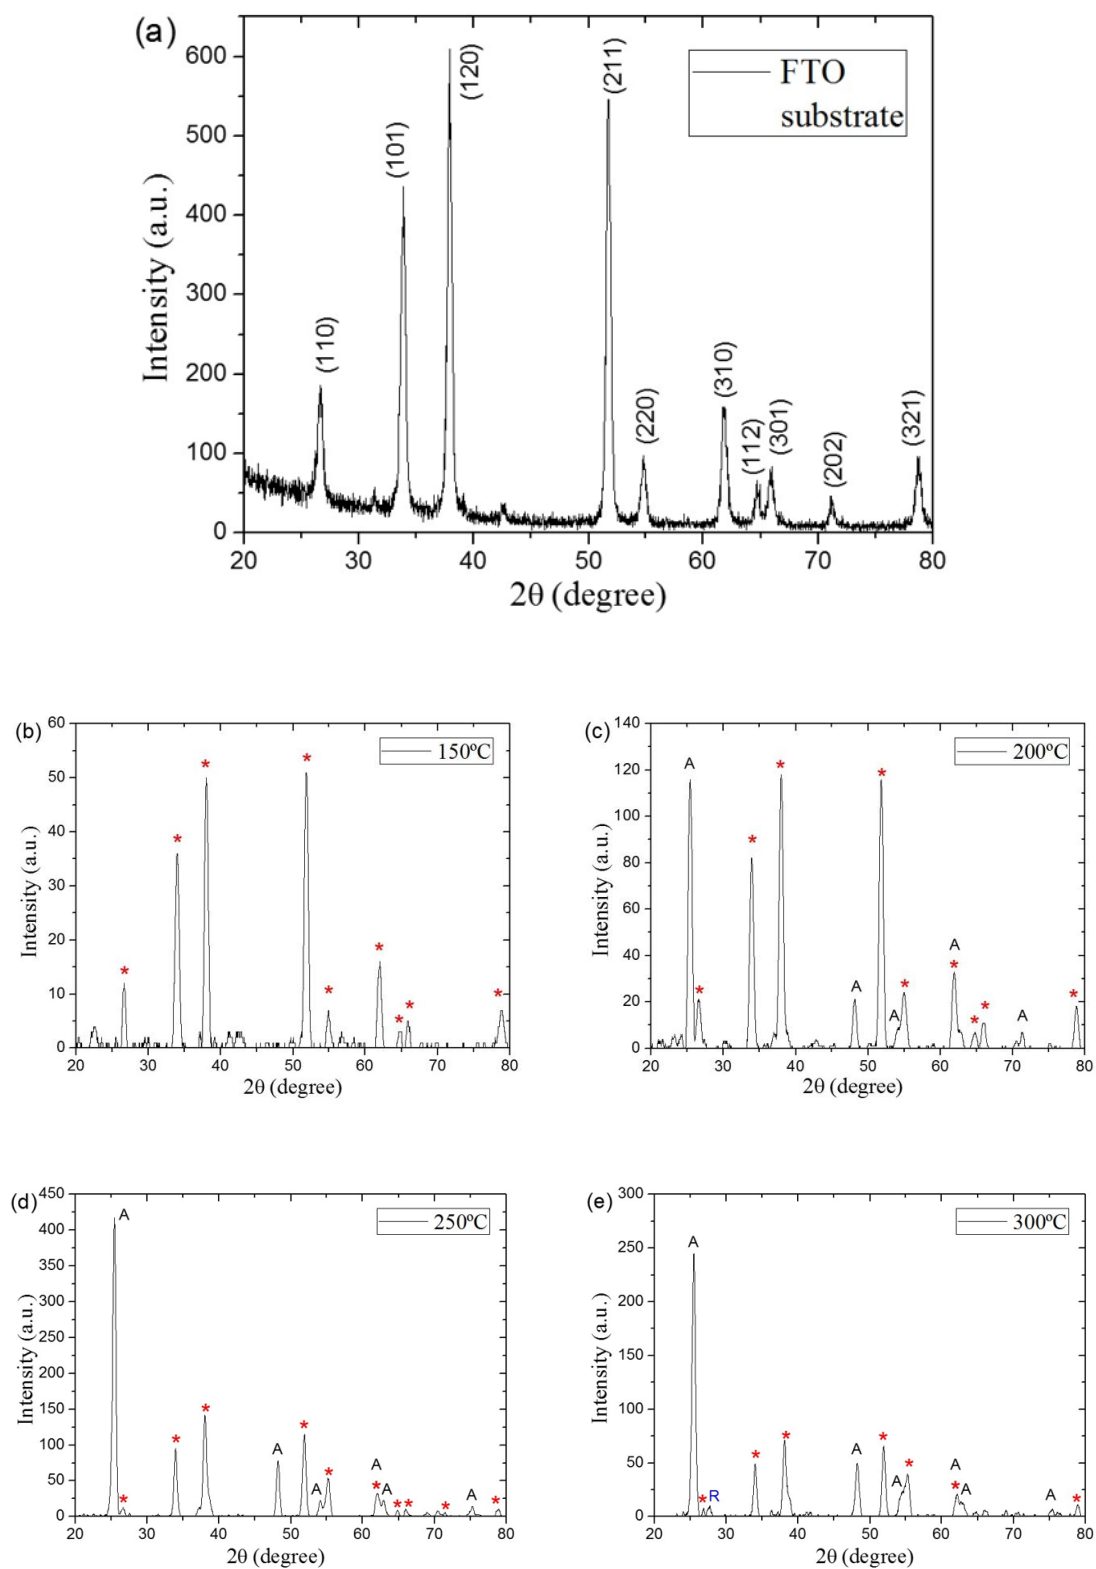 (a)
FTO
substrate
600
500
400
300
200
100
0
Intensity (a.u.)
(110)
(101)
(120)
(211)
(220)
(310)
(112)
(301)
(202)
(321)
20 30 40 50 60 70 80
2θ (degree)
(b)
150ºC
60
50
40
30
20
10
0
Intensity (a.u.)
* * * * * * * * *
20 30 40 50 60 70 80
2θ (degree)
(c)
200ºC
140
120
100
80
60
40
20
0
Intensity (a.u.)
A * * * A * A * A * * * A *
20 30 40 50 60 70 80
2θ (degree)
(d)
250ºC
450
400
350
300
250
200
150
100
50
0
Intensity (a.u.)
A * * * A * A * A * A * * * A *
20 30 40 50 60 70 80
2θ (degree)
(e)
300ºC
300
250
200
150
100
50
0
Intensity (a.u.)
A * R * * A * A * A * A A *
20 30 40 50 60 70 80
2θ (degree)